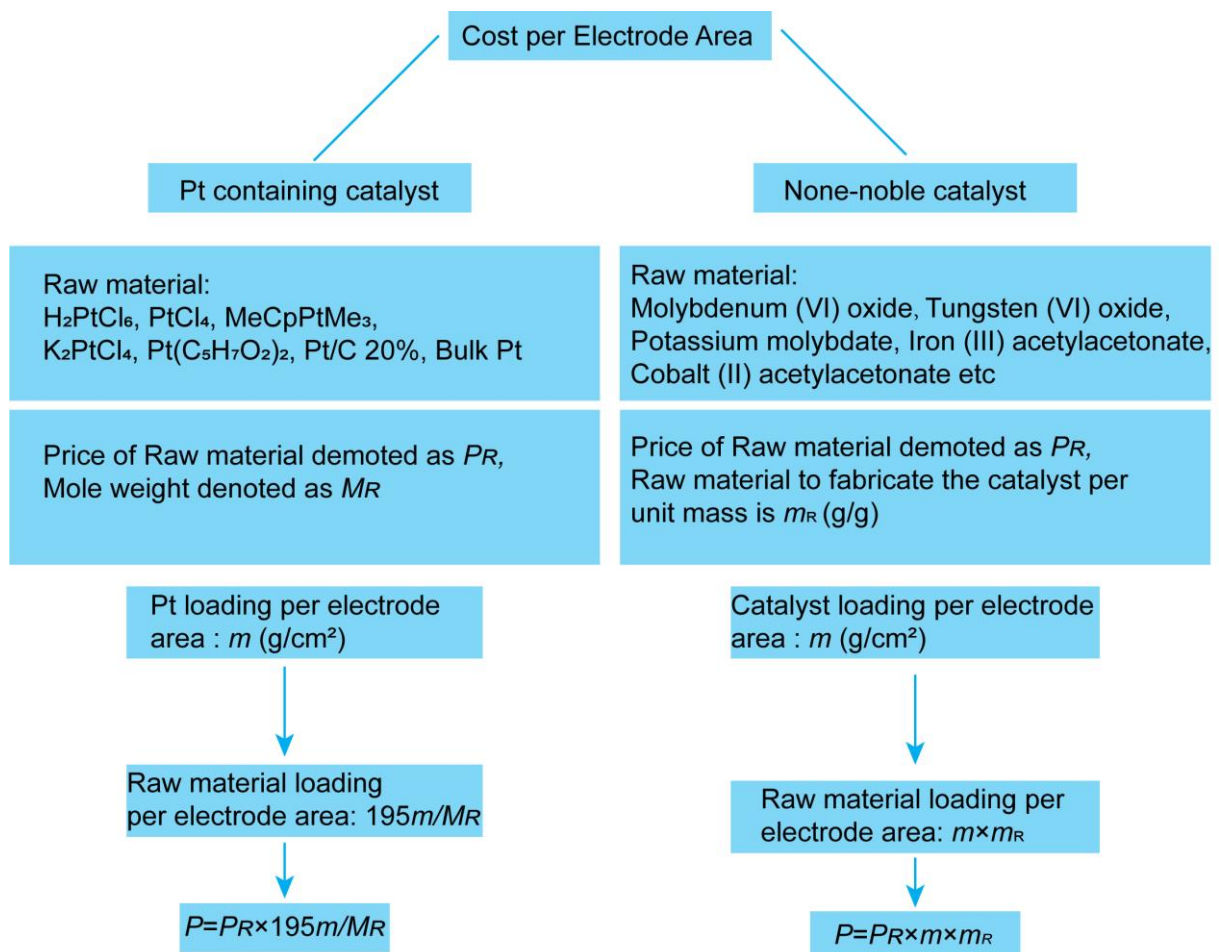 Cost per Electrode Area
Pt containing catalyst
None-noble catalyst
Raw material:
H₂PtCl₆, PtCl₄, MeCpPtMe₃,
K₂PtCl₄, Pt(C₅H₇O₂)₂, Pt/C 20%, Bulk Pt
Raw material:
Molybdenum (VI) oxide, Tungsten (VI) oxide,
Potassium molybdate, Iron (III) acetylacetonate,
Cobalt (II) acetylacetonate etc
Price of Raw material demoted as PR,
Mole weight denoted as MR
Price of Raw material demoted as PR,
Raw material to fabricate the catalyst per
unit mass is mR (g/g)
Pt loading per electrode
area : m (g/cm²)
Catalyst loading per electrode
area : m (g/cm²)
Raw material loading
per electrode area: 195m/MR
Raw material loading per
electrode area: m×mR
P=PR×195m/MR
P=PR×m×mR